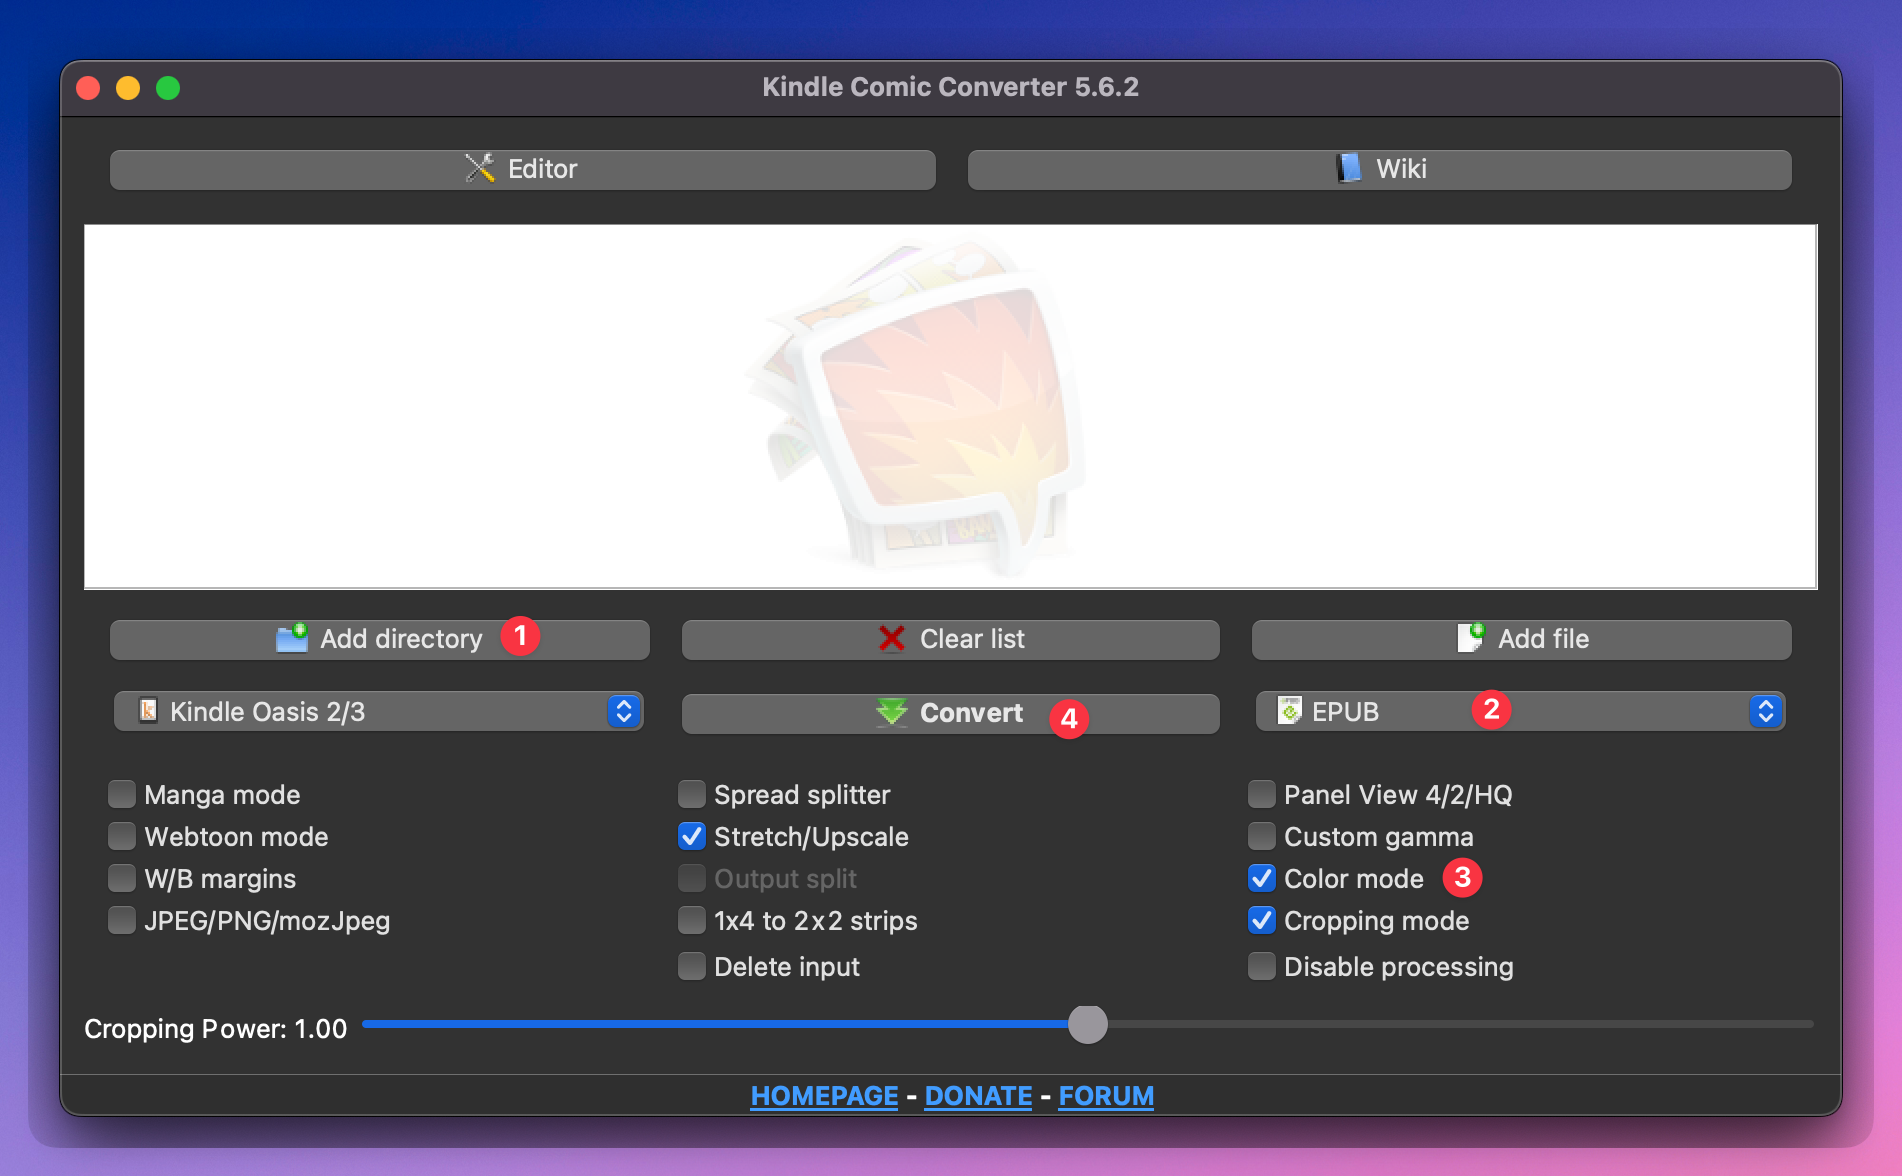 Kindle Comic Converter 5.6.2
Editor
Wiki
Add directory 1
Clear list
Add file
Kindle Oasis 2/3
Convert 4
EPUB 2
Manga mode
Spread splitter
Panel View 4/2/HQ
Webtoon mode
Stretch/Upscale
Custom gamma
W/B margins
Output split
Color mode 3
JPEG/PNG/mozJpeg
1x4 to 2x2 strips
Cropping mode
Delete input
Disable processing
Cropping Power: 1.00
HOMEPAGE - DONATE - FORUM